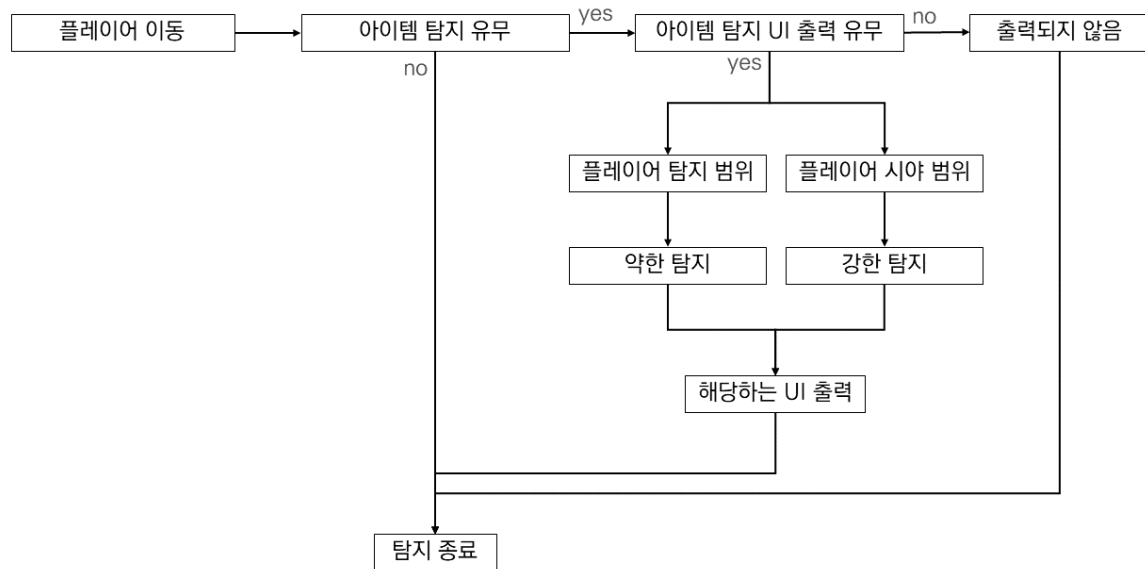 플레이어 이동
아이템 탐지 유무
yes
아이템 탐지 UI 출력 유무
no
출력되지 않음
no
yes
플레이어 탐지 범위
플레이어 시야 범위
약한 탐지
강한 탐지
해당하는 UI 출력
탐지 종료